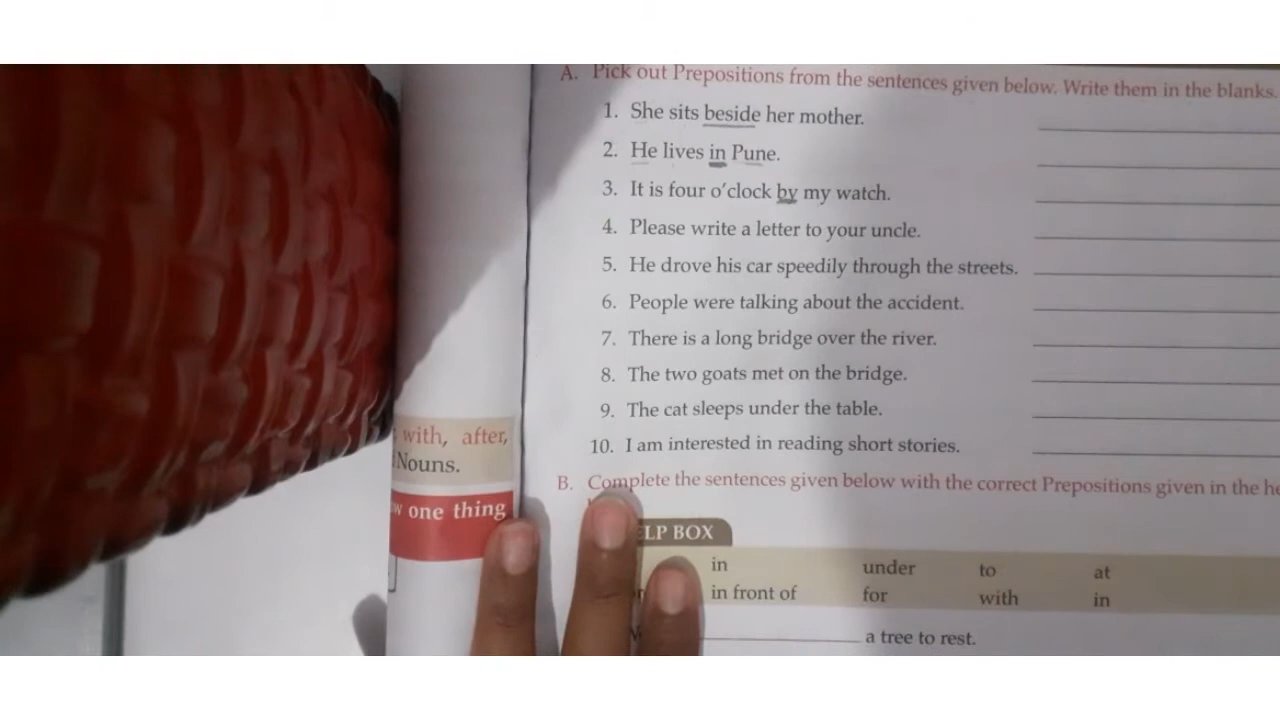 A. Pick out Prepositions from the sentences given below. Write them in the blanks.
1. She sits beside her mother.
2. He lives in Pune.
3. It is four o'clock by my watch.
4. Please write a letter to your uncle.
5. He drove his car speedily through the streets.
6. People were talking about the accident.
7. There is a long bridge over the river.
8. The two goats met on the bridge.
9. The cat sleeps under the table.
10. I am interested in reading short stories.
with, after,
Nouns.
one thing
B. Complete the sentences given below with the correct Prepositions given in the
LP BOX
in under to at
in front of for with in
a tree to rest.